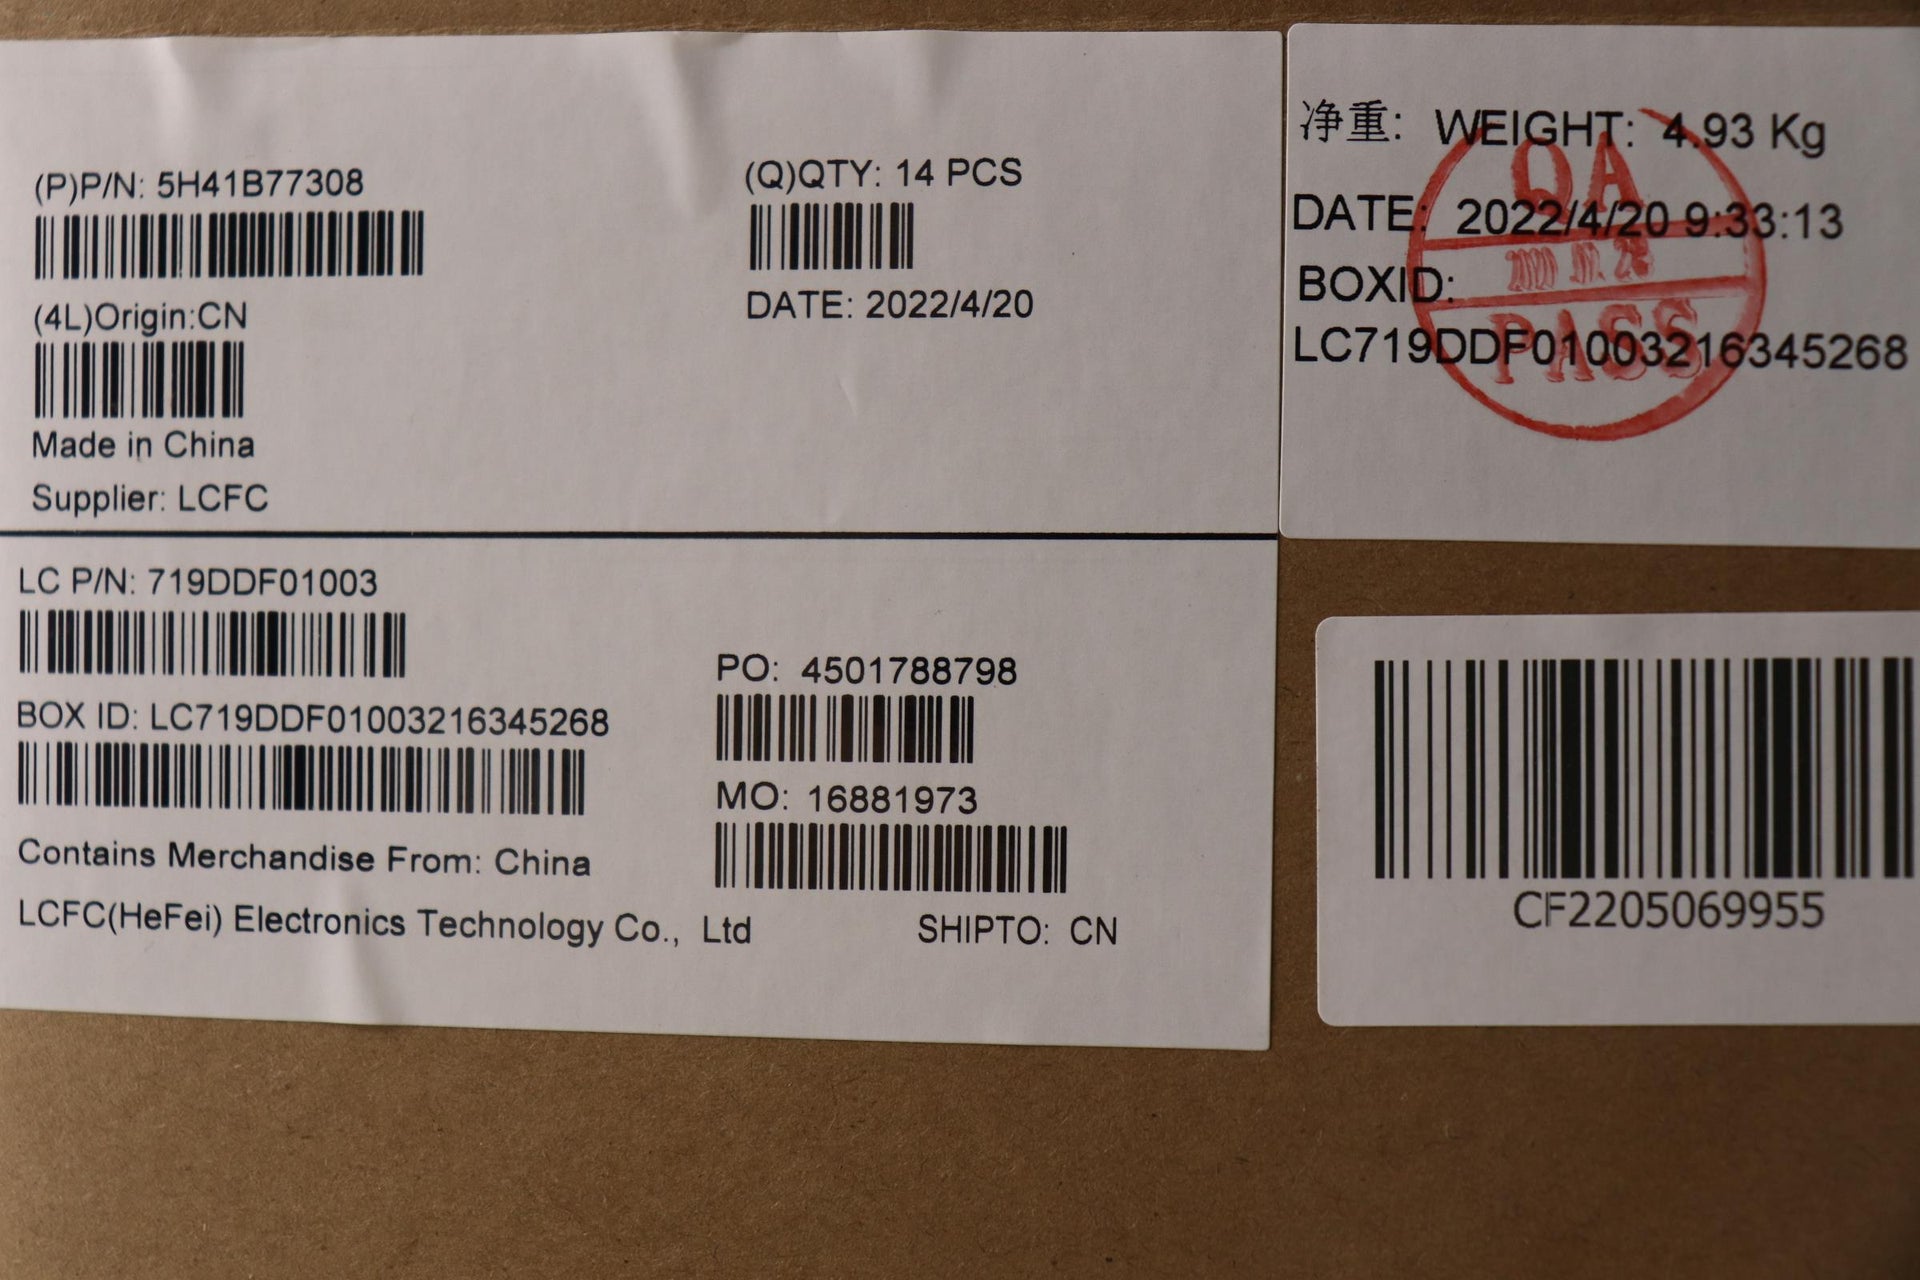 (P)P/N: 5H41B77308
(Q)QTY: 14 PCS
DATE: 2022/4/20
(4L)Origin:CN
Made in China
Supplier: LCFC
LC P/N: 719DDF01003
BOX ID: LC719DDF01003216345268
PO: 4501788798
MO: 16881973
Contains Merchandise From: China
LCFC(HeFei) Electronics Technology Co., Ltd
SHIPTO: CN
净重: WEIGHT: 4.93 Kg
DATE: 2022/4/20 9:33:13
BOXID:
LC719DDF01003216345268
QA
PASS
CF2205069955